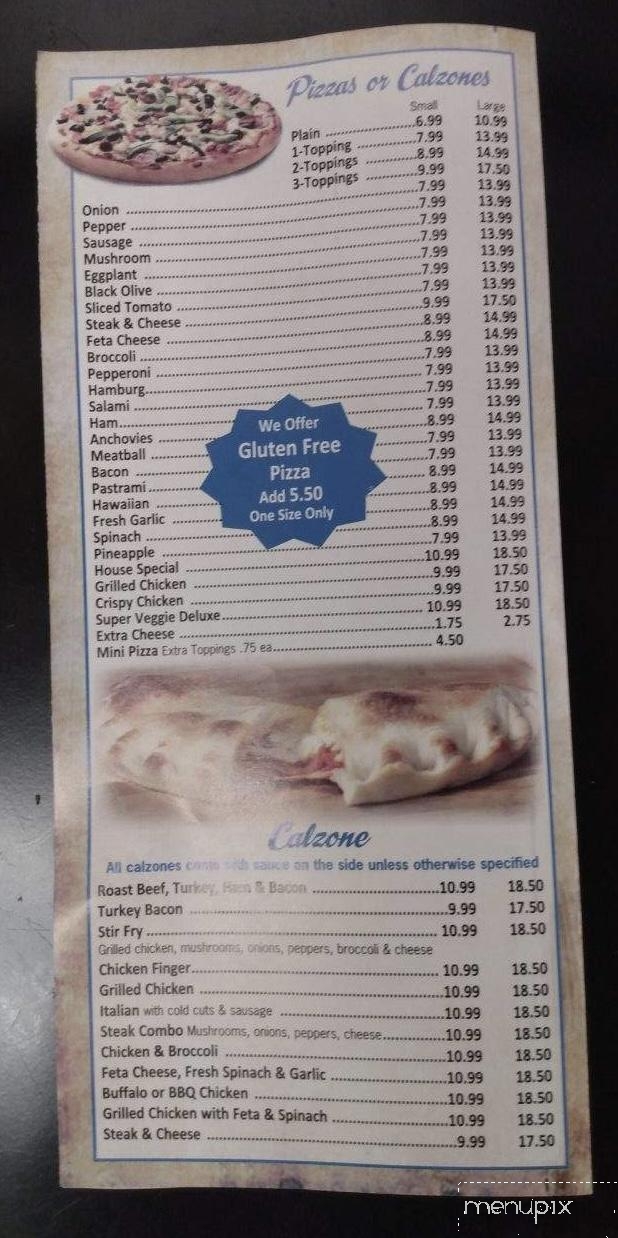 Pizzas or Calzones
Small Large
Plain 6.99 10.99
1-Topping 7.99 13.99
2-Toppings 8.99 14.99
3-Toppings 9.99 17.50
Onion 7.99 13.99
Pepper 7.99 13.99
Sausage 7.99 13.99
Mushroom 7.99 13.99
Eggplant 7.99 13.99
Black Olive 7.99 13.99
Sliced Tomato 7.99 13.99
Steak & Cheese 9.99 17.50
Feta Cheese 8.99 14.99
Broccoli 8.99 14.99
Pepperoni 7.99 13.99
Hamburg 7.99 13.99
Salami 7.99 13.99
Ham 7.99 13.99
Anchovies 8.99 14.99
Meatball 7.99 13.99
Bacon 7.99 13.99
Pastrami 8.99 14.99
Hawaiian 8.99 14.99
Fresh Garlic 8.99 14.99
Spinach 8.99 14.99
Pineapple 7.99 13.99
House Special 10.99 18.50
Grilled Chicken 9.99 17.50
Crispy Chicken 9.99 17.50
Super Veggie Deluxe 10.99 18.50
Extra Cheese 1.75 2.75
Mini Pizza Extra Toppings .75 ea 4.50
We Offer
Gluten Free
Pizza
Add 5.50
One Size Only
Calzone
All calzones come with sauce on the side unless otherwise specified
Roast Beef, Turkey, Ham & Bacon 10.99 18.50
Turkey Bacon 9.99 17.50
Stir Fry 10.99 18.50
Grilled chicken, mushrooms, onions, peppers, broccoli & cheese
Chicken Finger 10.99 18.50
Grilled Chicken 10.99 18.50
Italian with cold cuts & sausage 10.99 18.50
Steak Combo Mushrooms, onions, peppers, cheese 10.99 18.50
Chicken & Broccoli 10.99 18.50
Feta Cheese, Fresh Spinach & Garlic 10.99 18.50
Buffalo or BBQ Chicken 10.99 18.50
Grilled Chicken with Feta & Spinach 10.99 18.50
Steak & Cheese 9.99 17.50
menupix